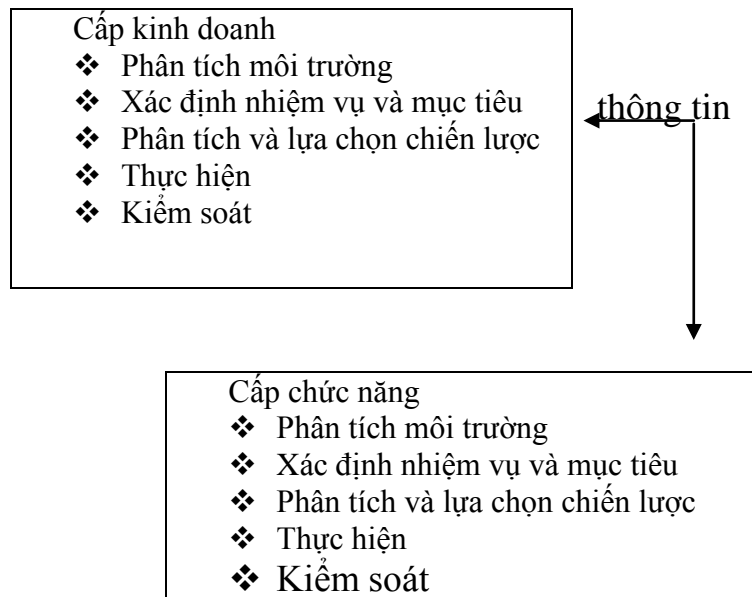 Cấp kinh doanh
❖ Phân tích môi trường
❖ Xác định nhiệm vụ và mục tiêu
❖ Phân tích và lựa chọn chiến lược
❖ Thực hiện
❖ Kiểm soát
thông tin
Cấp chức năng
❖ Phân tích môi trường
❖ Xác định nhiệm vụ và mục tiêu
❖ Phân tích và lựa chọn chiến lược
❖ Thực hiện
❖ Kiểm soát